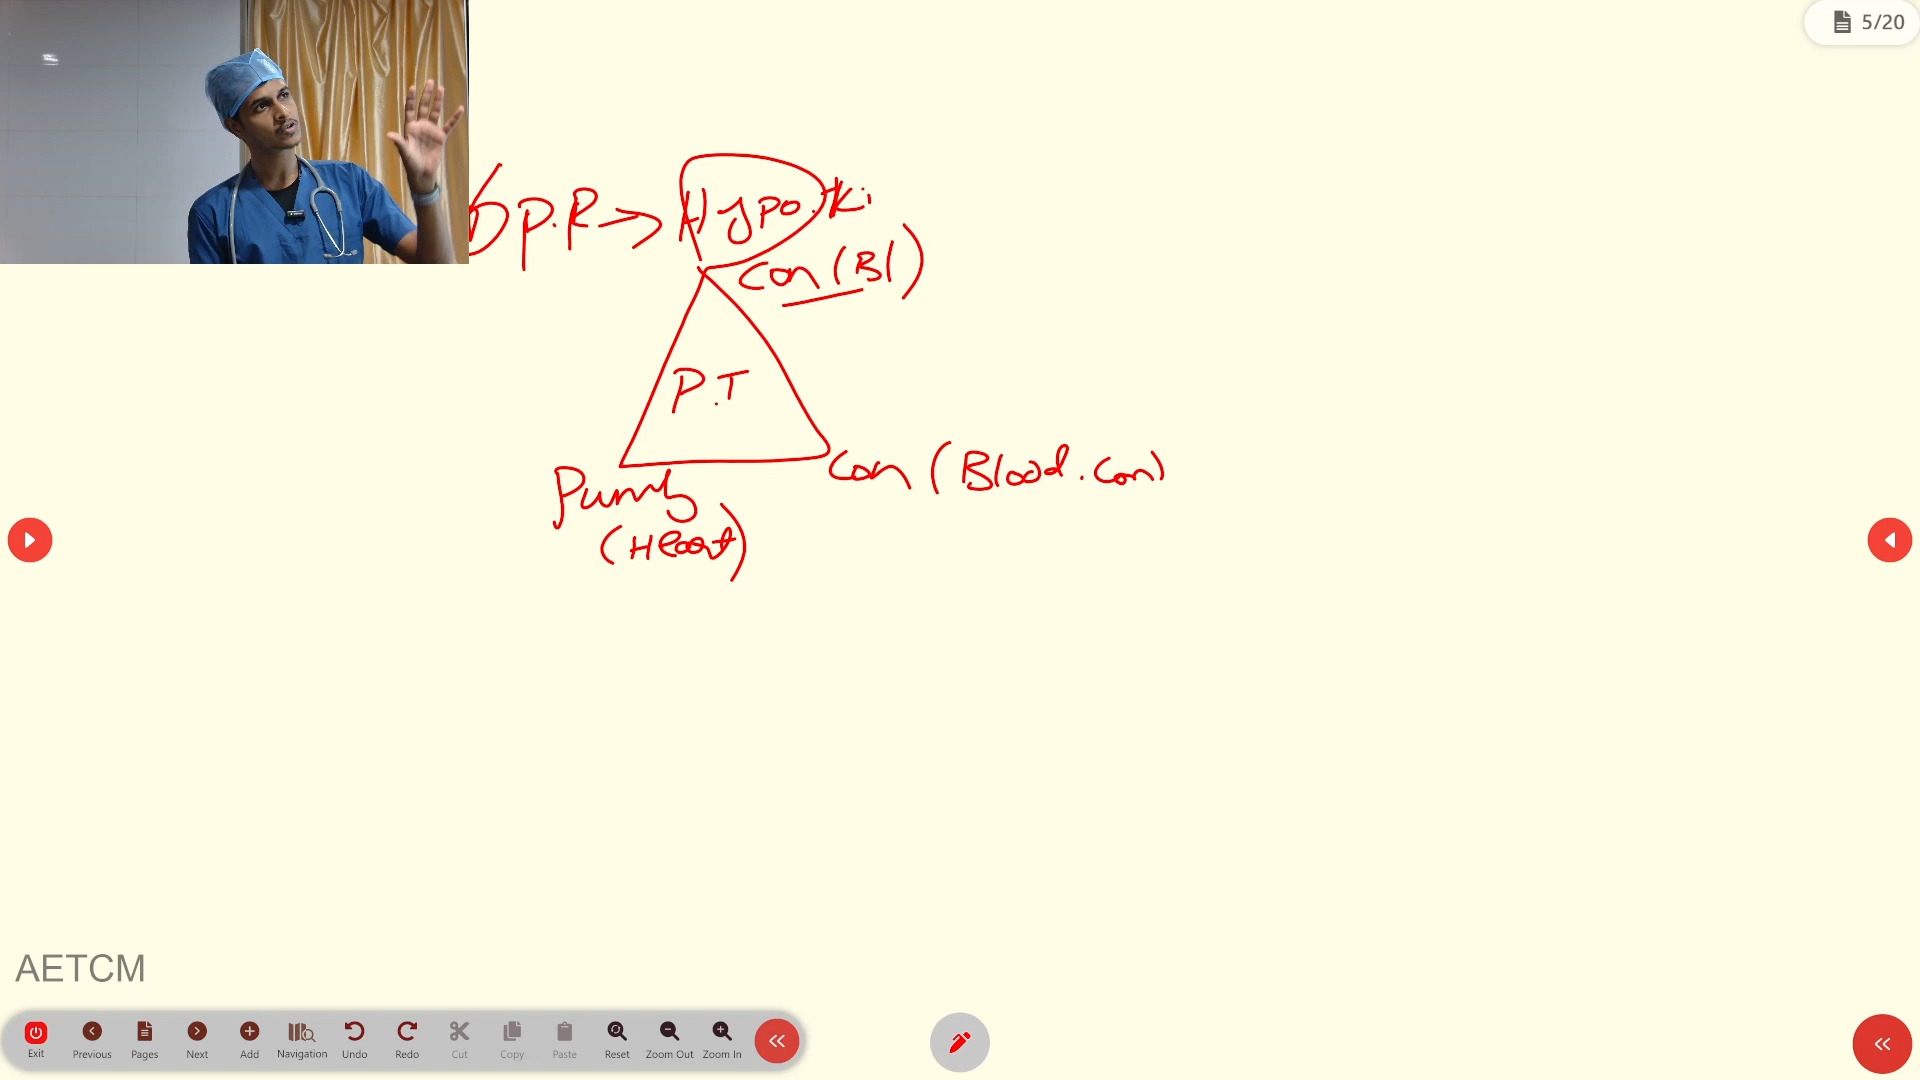 5/20
P.R → Hypo.
Con (Bl)
P.T
Con (Blood. Con)
Pump
(Heart)
AETCM
Exit Previous Pages Next Add Navigation Undo Redo Cut Copy Paste Reset Zoom Out Zoom In